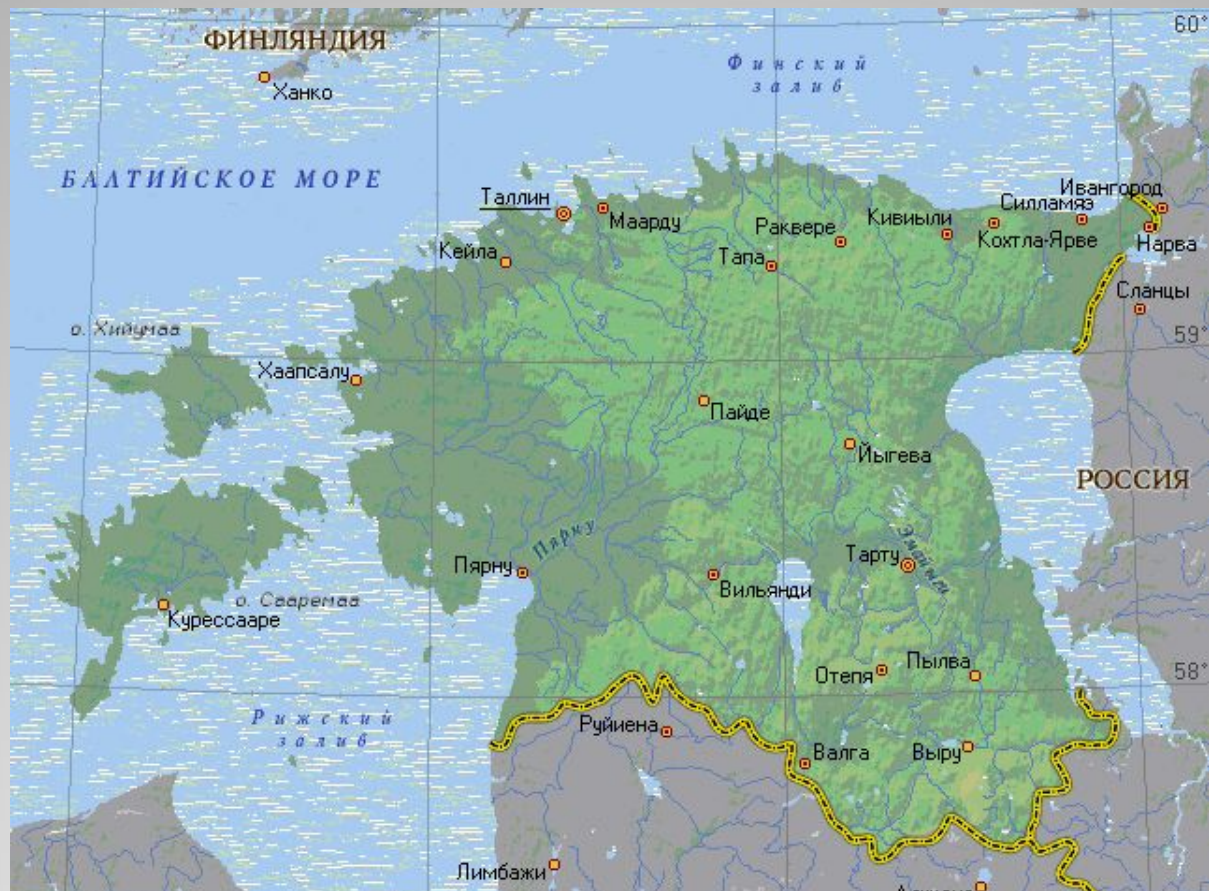 60°
ФИНЛЯНДИЯ
Ханко
Финский
залив
БАЛТИЙСКОЕ МОРЕ
Таллин
Маарду
Ивангород
Силламяэ
Кивиыли
Раквере
Кохтла-Ярве
Нарва
Кейла
Тапа
Сланцы
о. Хийумаа
59°
Хаапсалу
Пайде
Йыгева
РОССИЯ
Пярну
Эмайыги
Тарту
Пярну
Вильянди
о. Сааремаа
Курессааре
Отепя
Пылва
58°
Рижский
залив
Руйиена
Валга
Выру
Лимбажи